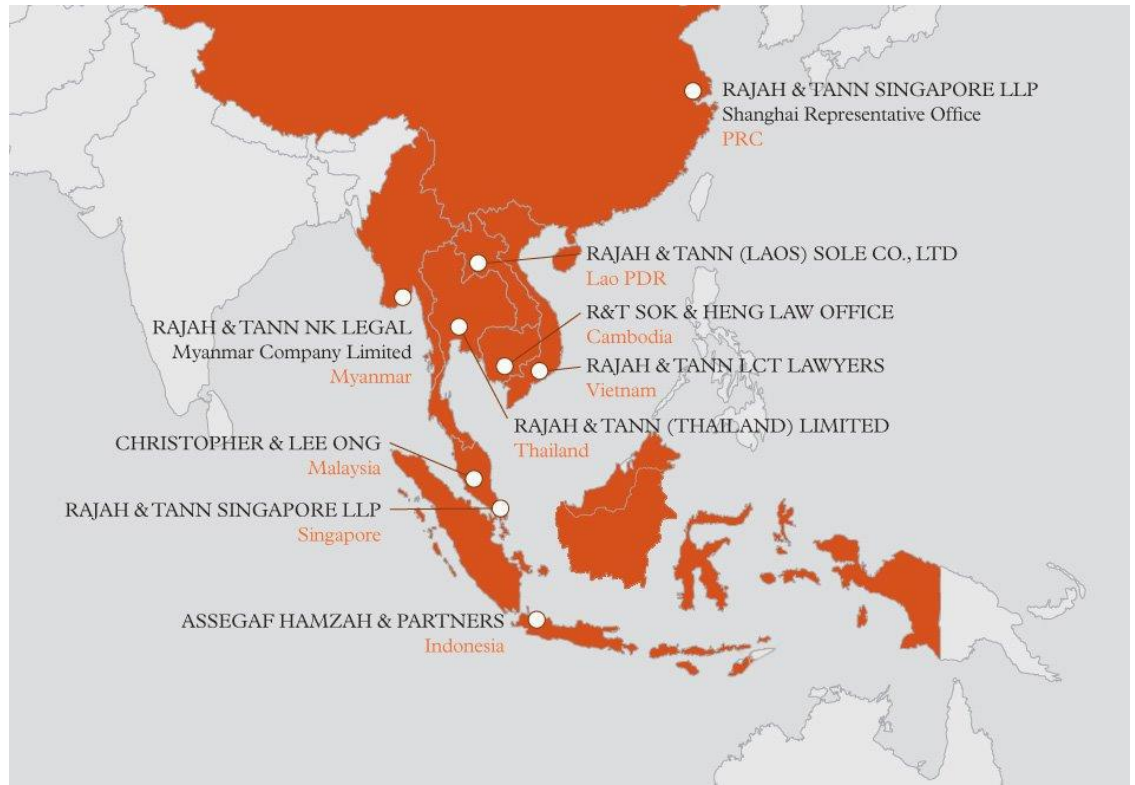 RAJAH & TANN SINGAPORE LLP
Shanghai Representative Office
PRC
RAJAH & TANN (LAOS) SOLE CO., LTD
Lao PDR
R&T SOK & HENG LAW OFFICE
Cambodia
RAJAH & TANN NK LEGAL
Myanmar Company Limited
Myanmar
RAJAH & TANN LCT LAWYERS
Vietnam
RAJAH & TANN (THAILAND) LIMITED
Thailand
CHRISTOPHER & LEE ONG
Malaysia
RAJAH & TANN SINGAPORE LLP
Singapore
ASSEGAF HAMZAH & PARTNERS
Indonesia